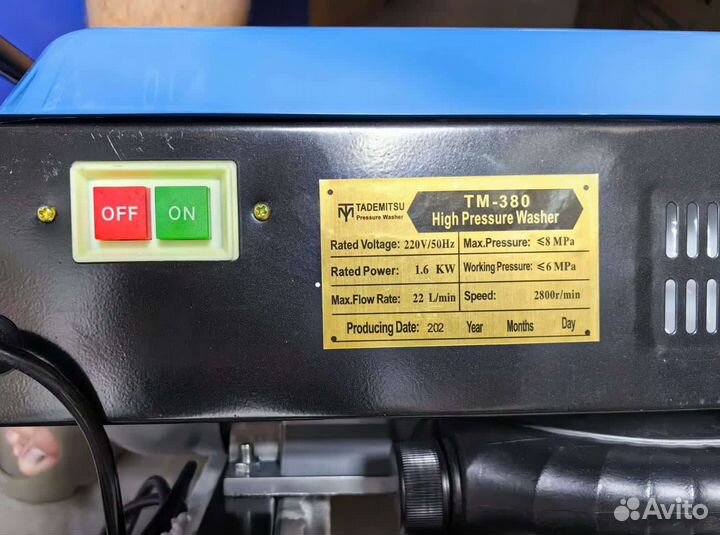 OFF ON
TADEMITSU
Pressure Washer
TM-380
High Pressure Washer
Rated Voltage: 220V/50Hz Max.Pressure: ≤8 MPa
Rated Power: 1.6 KW Working Pressure: ≤6 MPa
Max.Flow Rate: 22 L/min Speed: 2800r/min
Producing Date: 202 Year Months Day
Avito